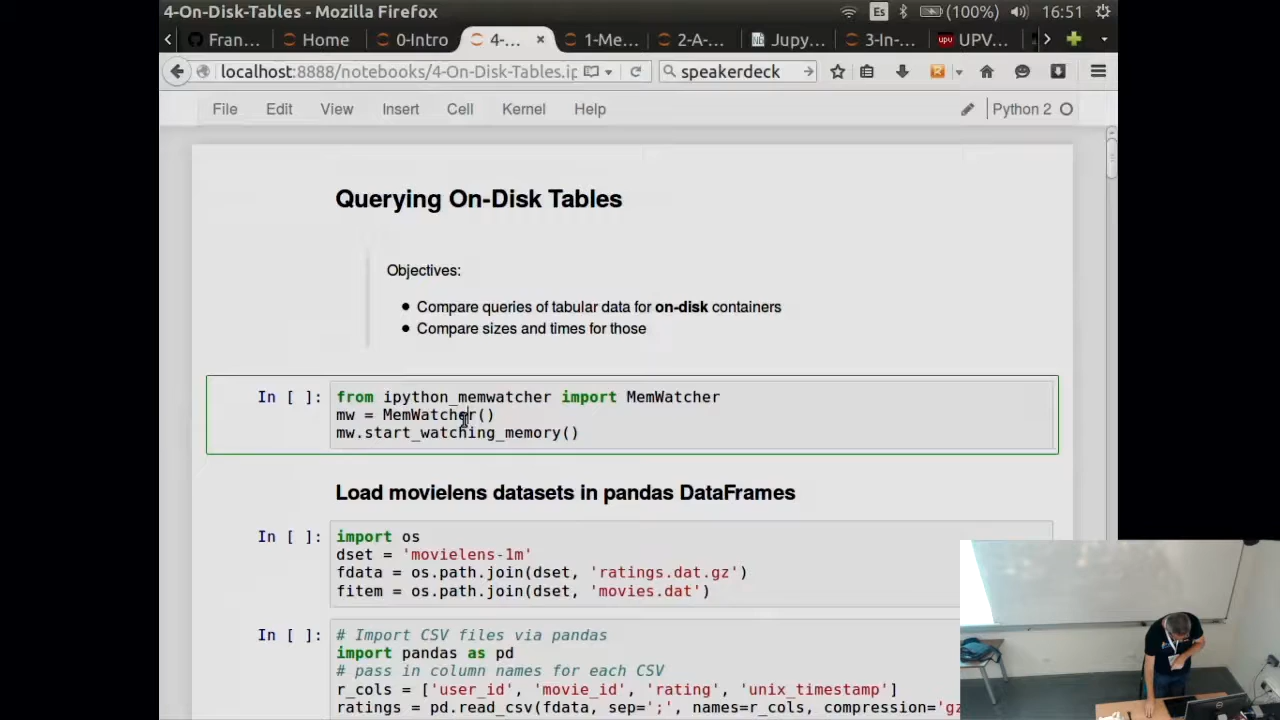 4-On-Disk-Tables - Mozilla Firefox
Es (100%) 16:51
Fran... Home 0-Intro 4-... × 1-Me... 2-A-... Jupy... 3-In-... upv UPV...
localhost:8888/notebooks/4-On-Disk-Tables.ip speakerdeck
File Edit View Insert Cell Kernel Help Python 2
Querying On-Disk Tables
Objectives:
• Compare queries of tabular data for on-disk containers
• Compare sizes and times for those
In [ ]: from ipython_memwatcher import MemWatcher
mw = MemWatcher()
mw.start_watching_memory()
Load movielens datasets in pandas DataFrames
In [ ]: import os
dset = 'movielens-1m'
fdata = os.path.join(dset, 'ratings.dat.gz')
fitem = os.path.join(dset, 'movies.dat')
In [ ]: # Import CSV files via pandas
import pandas as pd
# pass in column names for each CSV
r_cols = ['user_id', 'movie_id', 'rating', 'unix_timestamp']
ratings = pd.read_csv(fdata, sep=';', names=r_cols, compression='gz